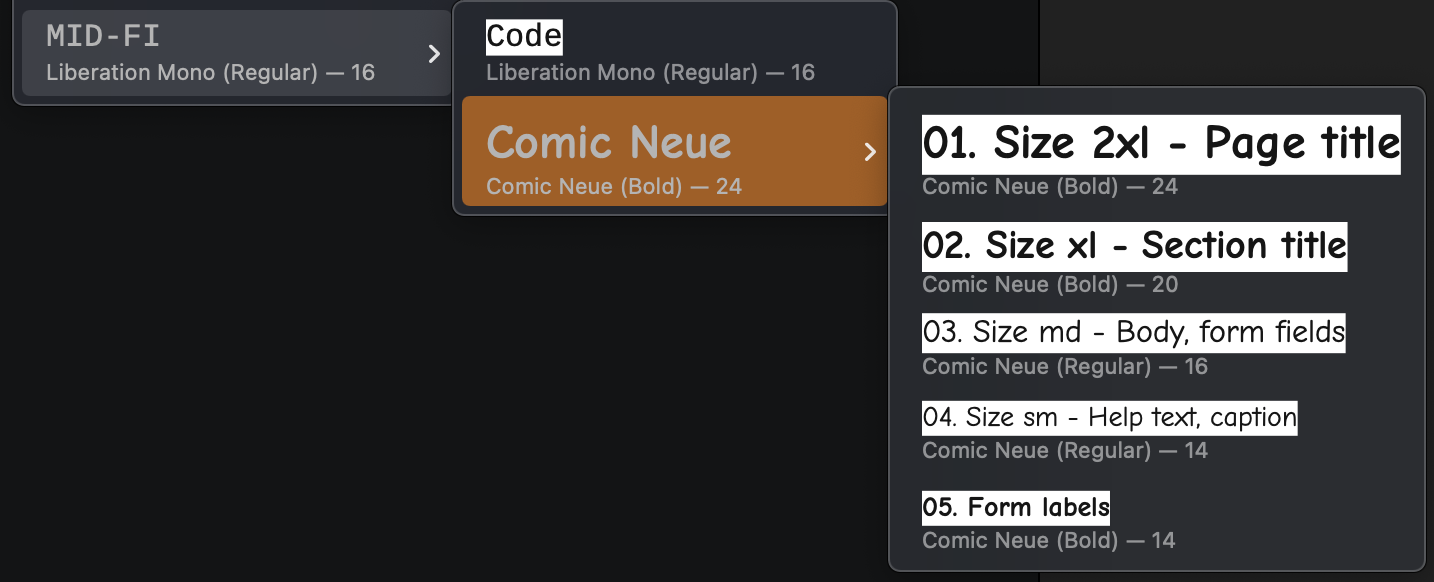 MID-FI
Liberation Mono (Regular) — 16
Code
Liberation Mono (Regular) — 16
Comic Neue
Comic Neue (Bold) — 24
01. Size 2xl - Page title
Comic Neue (Bold) — 24
02. Size xl - Section title
Comic Neue (Bold) — 20
03. Size md - Body, form fields
Comic Neue (Regular) — 16
04. Size sm - Help text, caption
Comic Neue (Regular) — 14
05. Form labels
Comic Neue (Bold) — 14